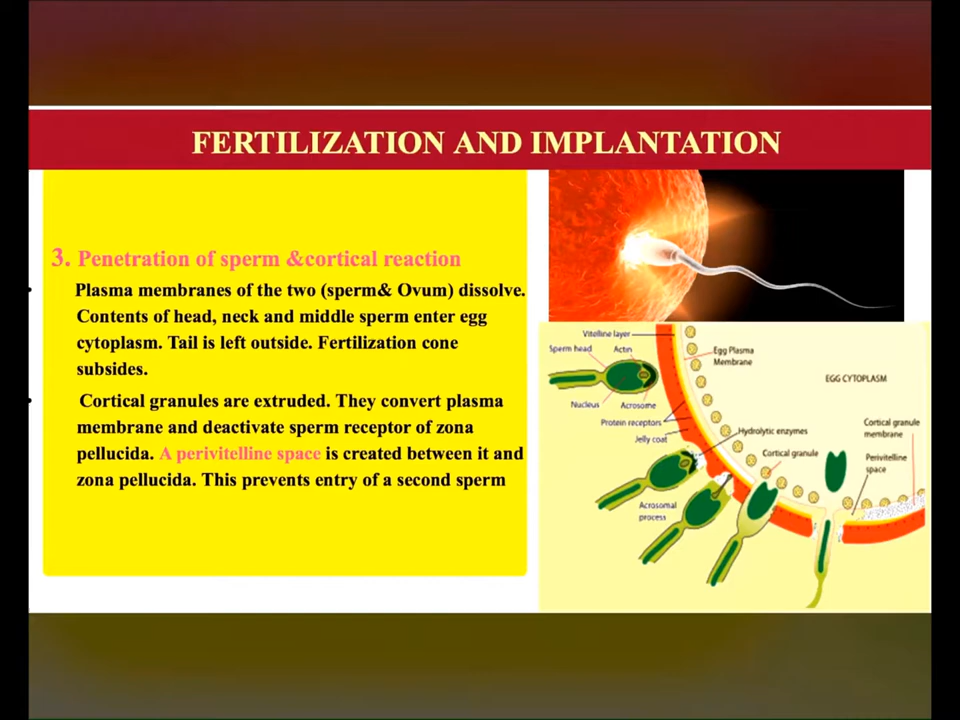 FERTILIZATION AND IMPLANTATION
3. Penetration of sperm &cortical reaction
• Plasma membranes of the two (sperm& Ovum) dissolve.
Contents of head, neck and middle sperm enter egg
cytoplasm. Tail is left outside. Fertilization cone
subsides.
• Cortical granules are extruded. They convert plasma
membrane and deactivate sperm receptor of zona
pellucida. A perivitelline space is created between it and
zona pellucida. This prevents entry of a second sperm
Vitelline layer
Sperm head
Actin
Egg Plasma
Membrane
EGG CYTOPLASM
Nucleus
Acrosome
Protein receptors
Jelly coat
Hydrolytic enzymes
Cortical granule
membrane
Cortical granule
Perivitelline
space
Acrosomal
process